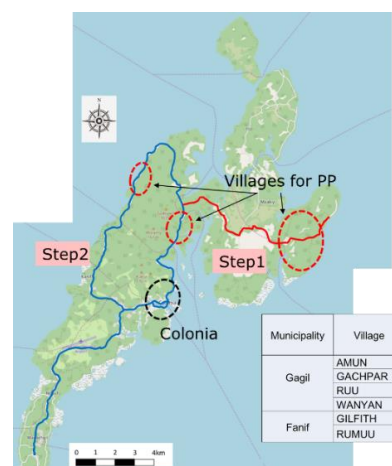 N
Villages for PP
Step2
Step1
Colonia
Municipality Village
Gagil
AMUN
GACHPAR
RUU
WANYAN
Fanif
GILFITH
RUMUU
0 1 2 3 4km